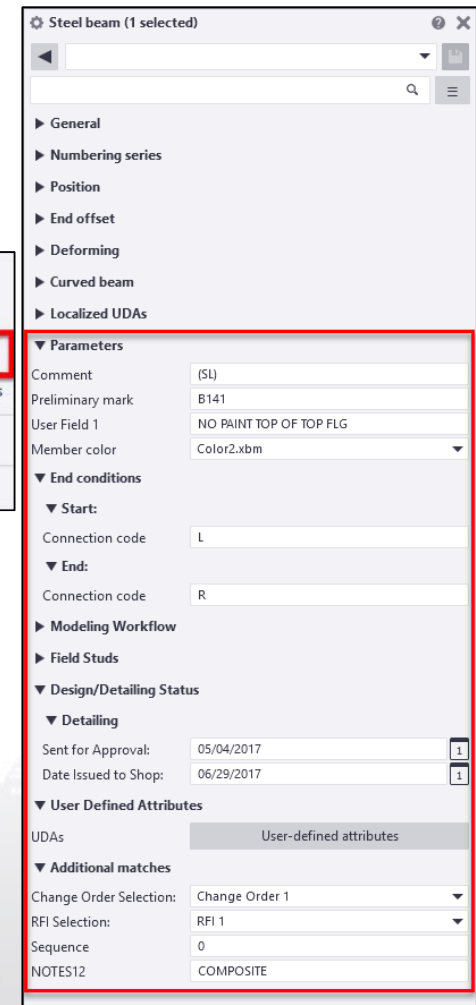 Steel beam (1 selected)
General
Numbering series
Position
End offset
Deforming
Curved beam
Localized UDAs
Parameters
Comment (SL)
Preliminary mark B141
User Field 1 NO PAINT TOP OF TOP FLG
Member color Color2.xbm
End conditions
Start:
Connection code L
End:
Connection code R
Modeling Workflow
Field Studs
Design/Detailing Status
Detailing
Sent for Approval: 05/04/2017 1
Date Issued to Shop: 06/29/2017 1
User Defined Attributes
UDAs User-defined attributes
Additional matches
Change Order Selection: Change Order 1
RFI Selection: RFI 1
Sequence 0
NOTES12 COMPOSITE